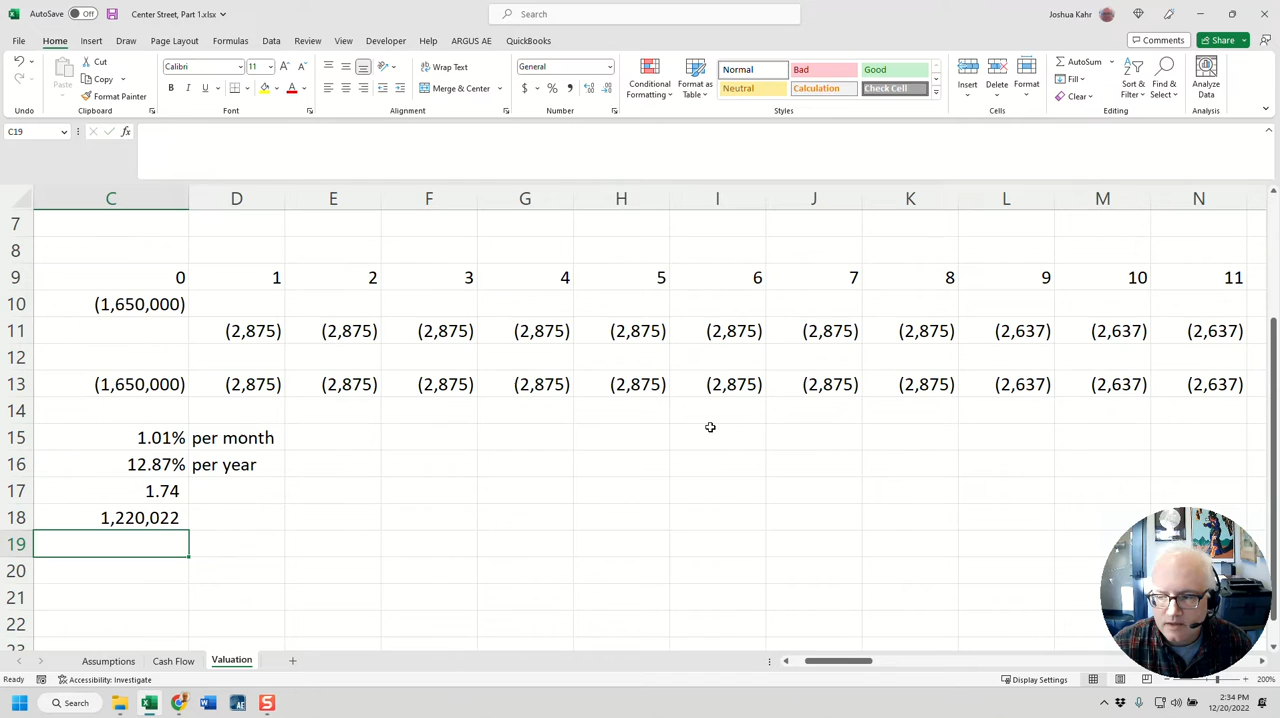 AutoSave Off Center Street, Part 1.xlsx Search Joshua Kahr
File Home Insert Draw Page Layout Formulas Data Review View Developer Help ARGUS AE QuickBooks Comments Share
Cut
Copy
Format Painter
Paste
Calibri 11
Wrap Text
Merge & Center
General
Conditional Formatting
Format as Table
Normal Bad Good
Neutral Calculation Check Cell
Insert Delete Format
AutoSum
Fill
Clear
Sort & Filter
Find & Select
Analyze Data
Undo Clipboard Font Alignment Number Styles Cells Editing Analysis
C19 fx
C D E F G H I J K L M N
7
8
9 0 1 2 3 4 5 6 7 8 9 10 11
10 (1,650,000)
11 (2,875) (2,875) (2,875) (2,875) (2,875) (2,875) (2,875) (2,875) (2,637) (2,637) (2,637)
12
13 (1,650,000) (2,875) (2,875) (2,875) (2,875) (2,875) (2,875) (2,875) (2,875) (2,637) (2,637) (2,637)
14
15 1.01% per month
16 12.87% per year
17 1.74
18 1,220,022
19
20
21
22
23
Assumptions Cash Flow Valuation
Ready Accessibility: Investigate Display Settings 200%
Search 2:34 PM
12/20/2022